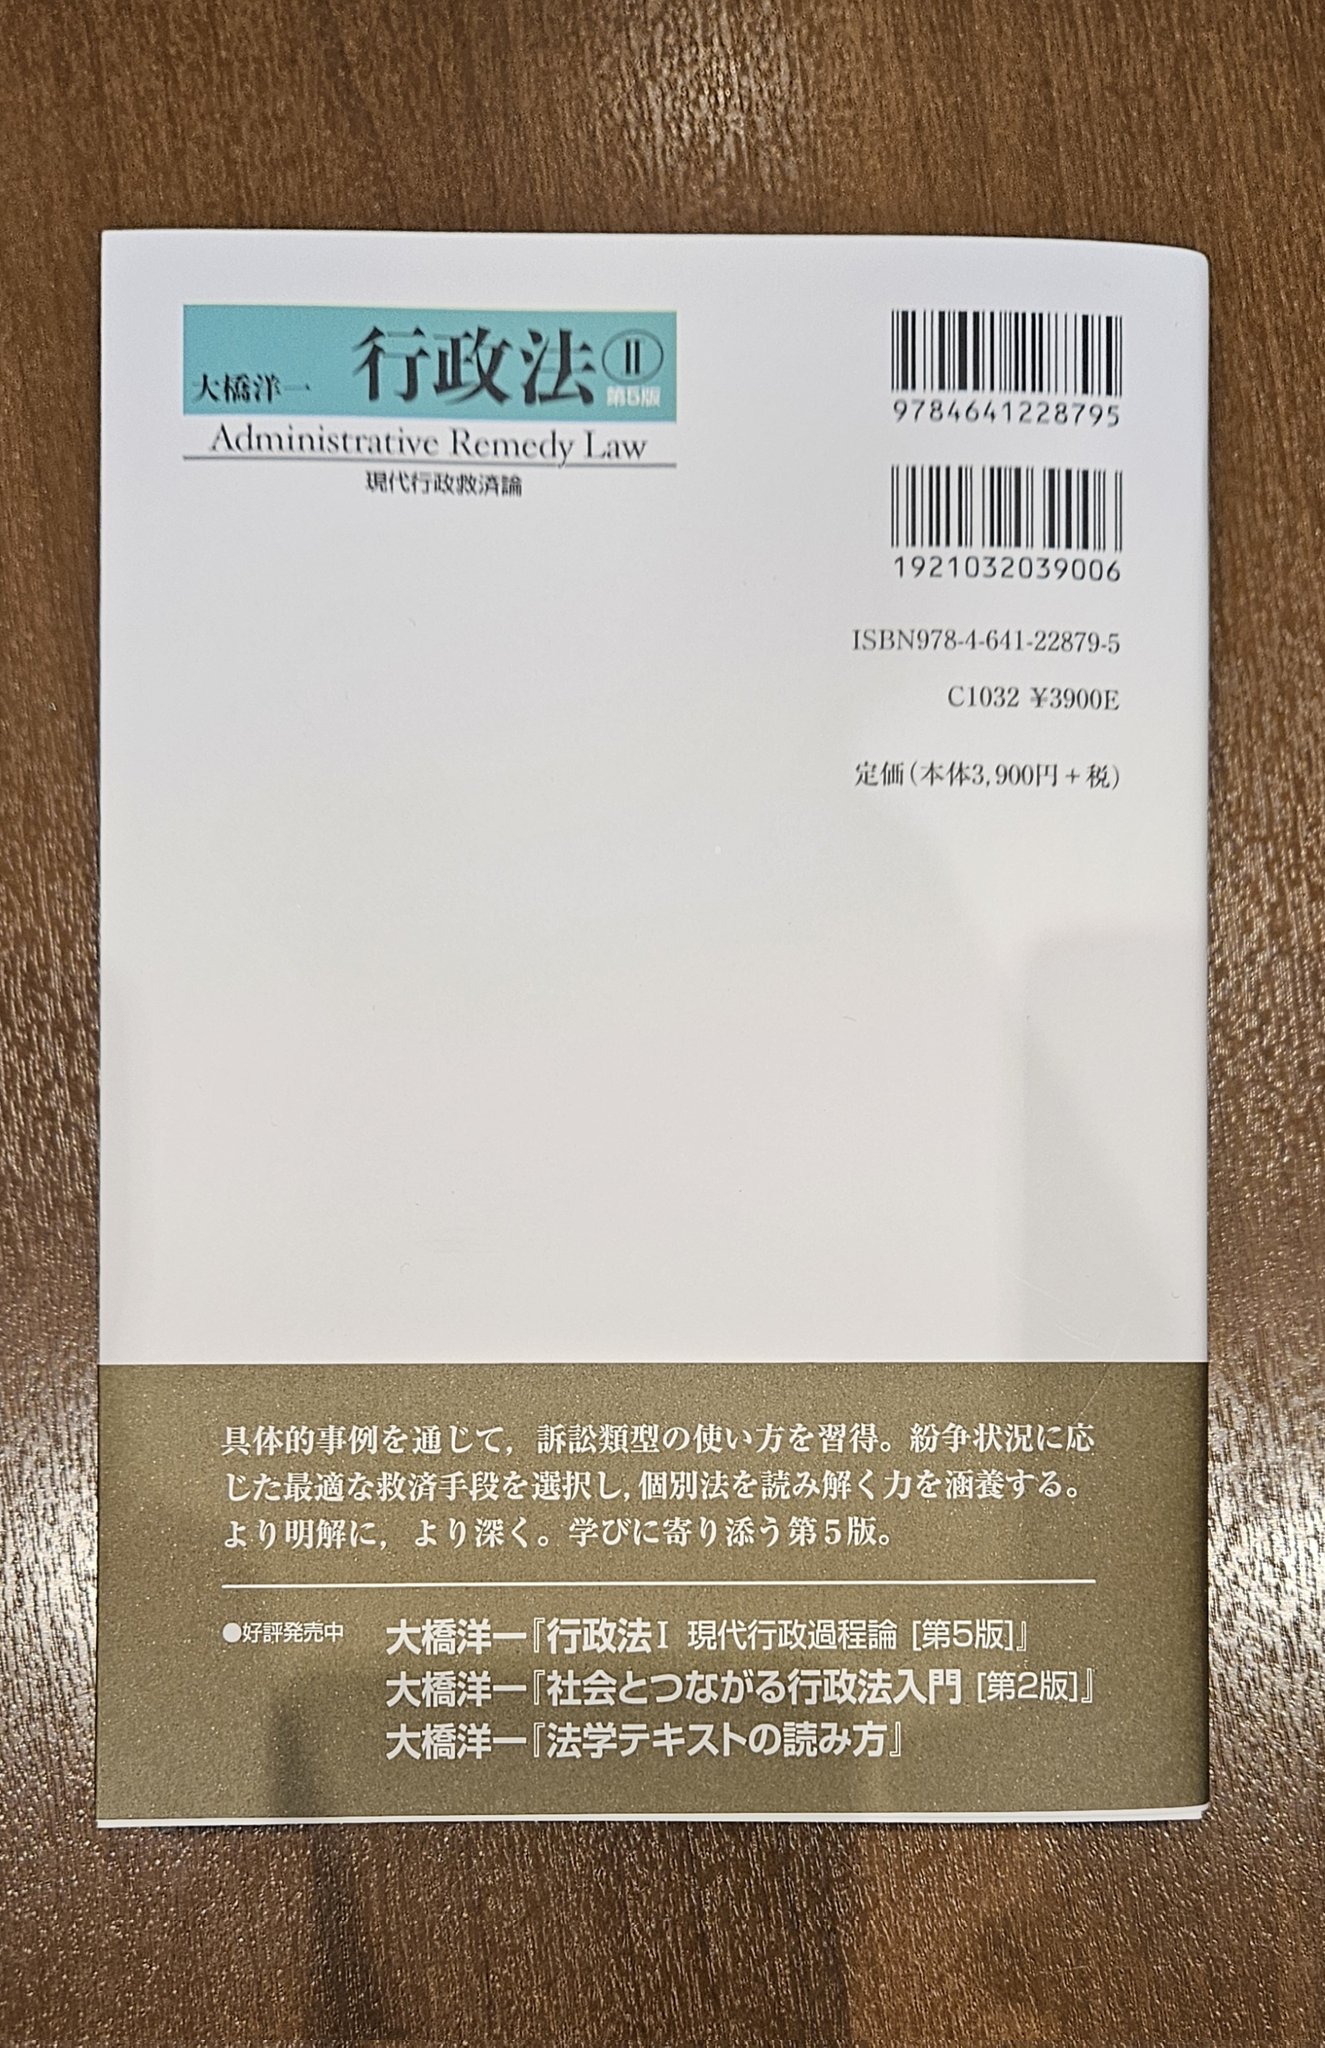 大橋洋一 行政法Ⅱ
第5版
Administrative Remedy Law
現代行政救済論
9784641228795
1921032039006
ISBN978-4-641-22879-5
C1032 ¥3900E
定価(本体3,900円+税)
具体的事例を通じて，訴訟類型の使い方を習得。紛争状況に応
じた最適な救済手段を選択し，個別法を読み解く力を涵養する。
より明解に，より深く。学びに寄り添う第5版。
●好評発売中 大橋洋一『行政法Ⅰ 現代行政過程論 [第5版]』
大橋洋一『社会とつながる行政法入門 [第2版]』
大橋洋一『法学テキストの読み方』